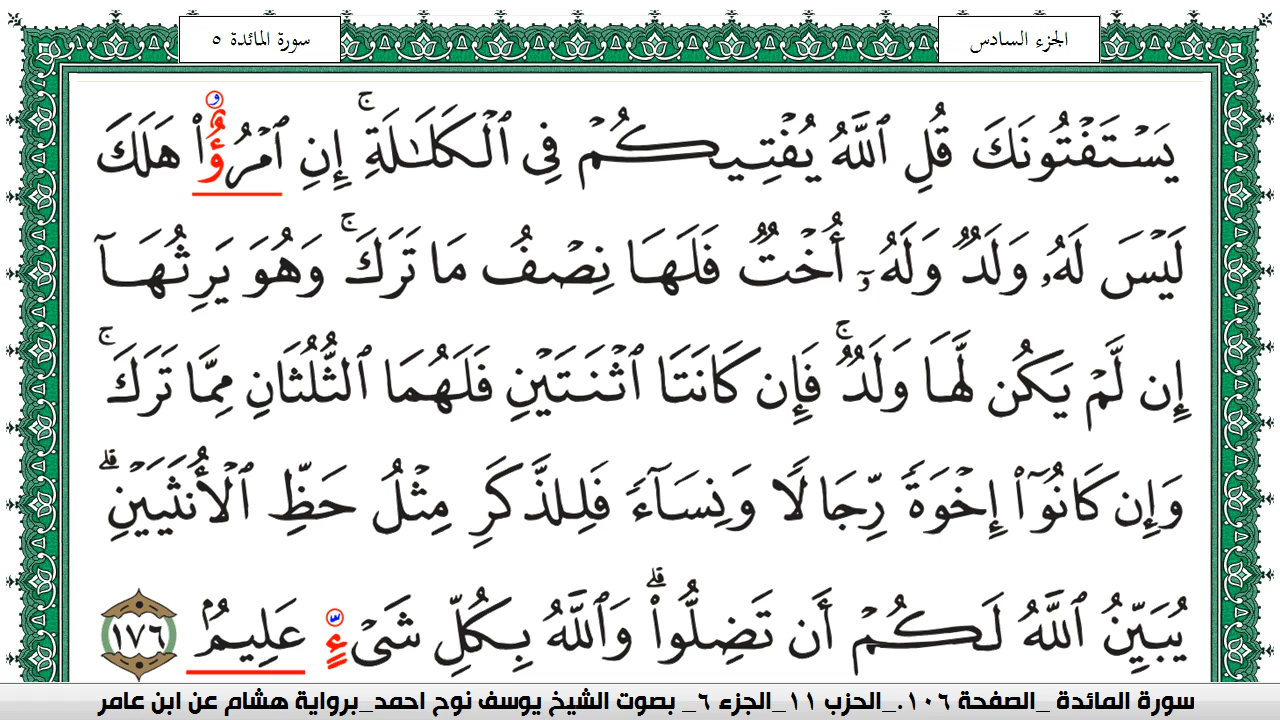 الجزء السادس
سورة المائدة ٥
يَسْتَفْتُونَكَ قُلِ ٱللَّهُ يُفْتِيكُمْ فِى ٱلْكَلَـٰلَةِ ۚ إِنِ ٱمْرُؤٌا۟ هَلَكَ
لَيْسَ لَهُۥ وَلَدٌ وَلَهُۥٓ أُخْتٌ فَلَهَا نِصْفُ مَا تَرَكَ ۚ وَهُوَ يَرِثُهَآ
إِن لَّمْ يَكُن لَّهَا وَلَدٌ ۚ فَإِن كَانَتَا ٱثْنَتَيْنِ فَلَهُمَا ٱلثُّلُثَانِ مِمَّا تَرَكَ ۚ
وَإِن كَانُوٓا۟ إِخْوَةً رِّجَالًا وَنِسَآءً فَلِلذَّكَرِ مِثْلُ حَظِّ ٱلْأُنثَيَيْنِ ۗ
يُبَيِّنُ ٱللَّهُ لَكُمْ أَن تَضِلُّوا۟ ۗ وَٱللَّهُ بِكُلِّ شَىْءٍ عَلِيمٌۢ ١٧٦
سورة المائدة _الصفحة ١٠٦._الحزب ١١_الجزء ٦_ بصوت الشيخ يوسف نوح احمد_برواية هشام عن ابن عامر